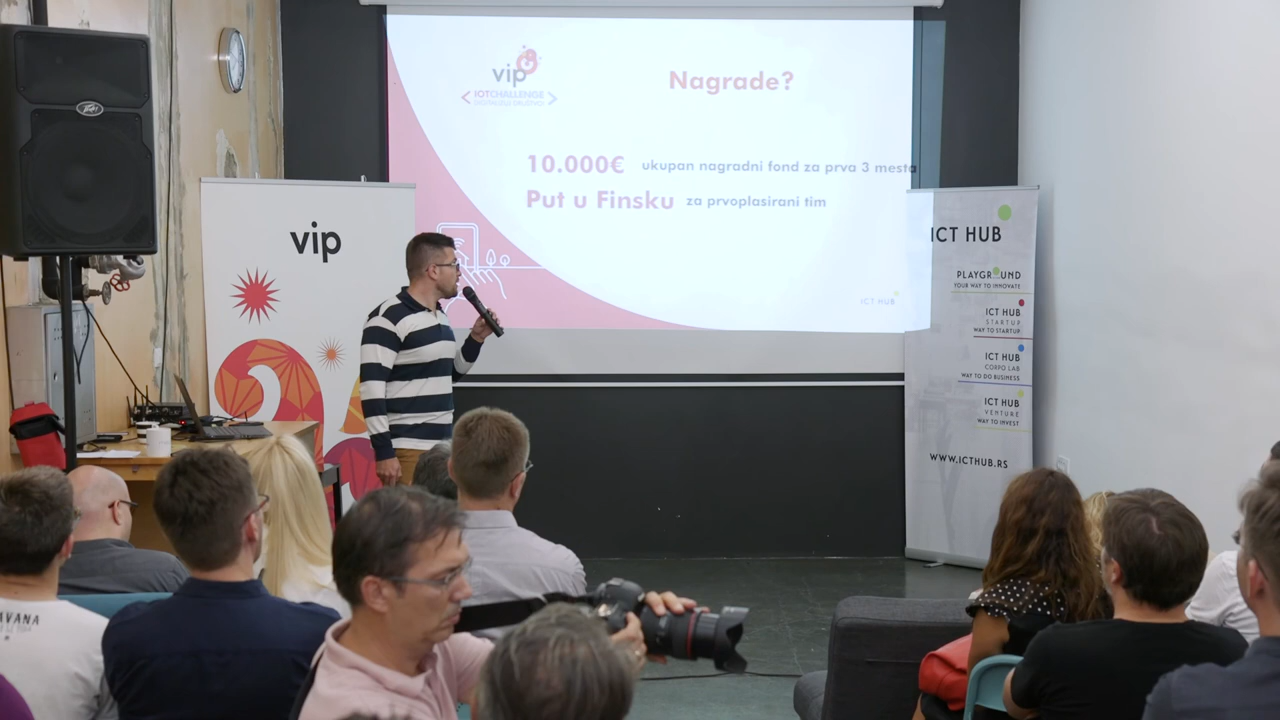 vip
IOTCHALLENGE
Nagrade?
10.000€ ukupan nagradni fond za prva 3 mesta
Put u Finsku za prvoplasirani tim
ICT HUB
vip
PEAVEY
ICT HUB
PLAYGROUND
YOUR WAY TO INNOVATE
ICT HUB
STARTUP
WAY TO STARTUP
ICT HUB
CORPO LAB
WAY TO DO BUSINESS
ICT HUB
VENTURE
WAY TO INVEST
WWW.ICTHUB.RS